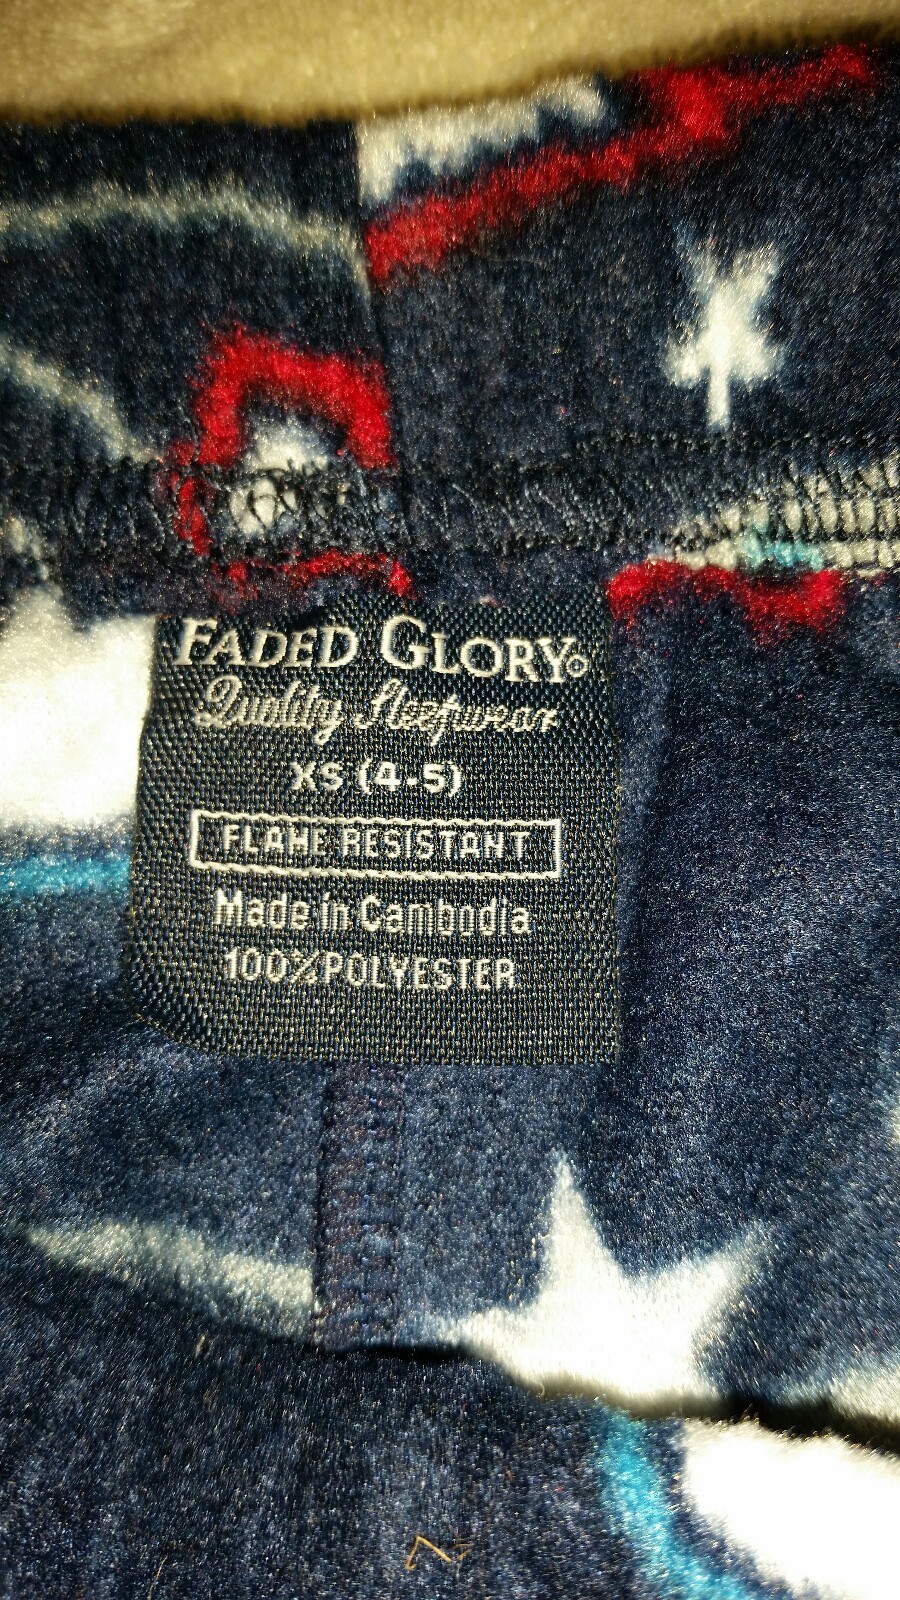 FADED GLORY
Quality Sleepwear
XS (4-5)
FLAME RESISTANT
Made in Cambodia
100%POLYESTER